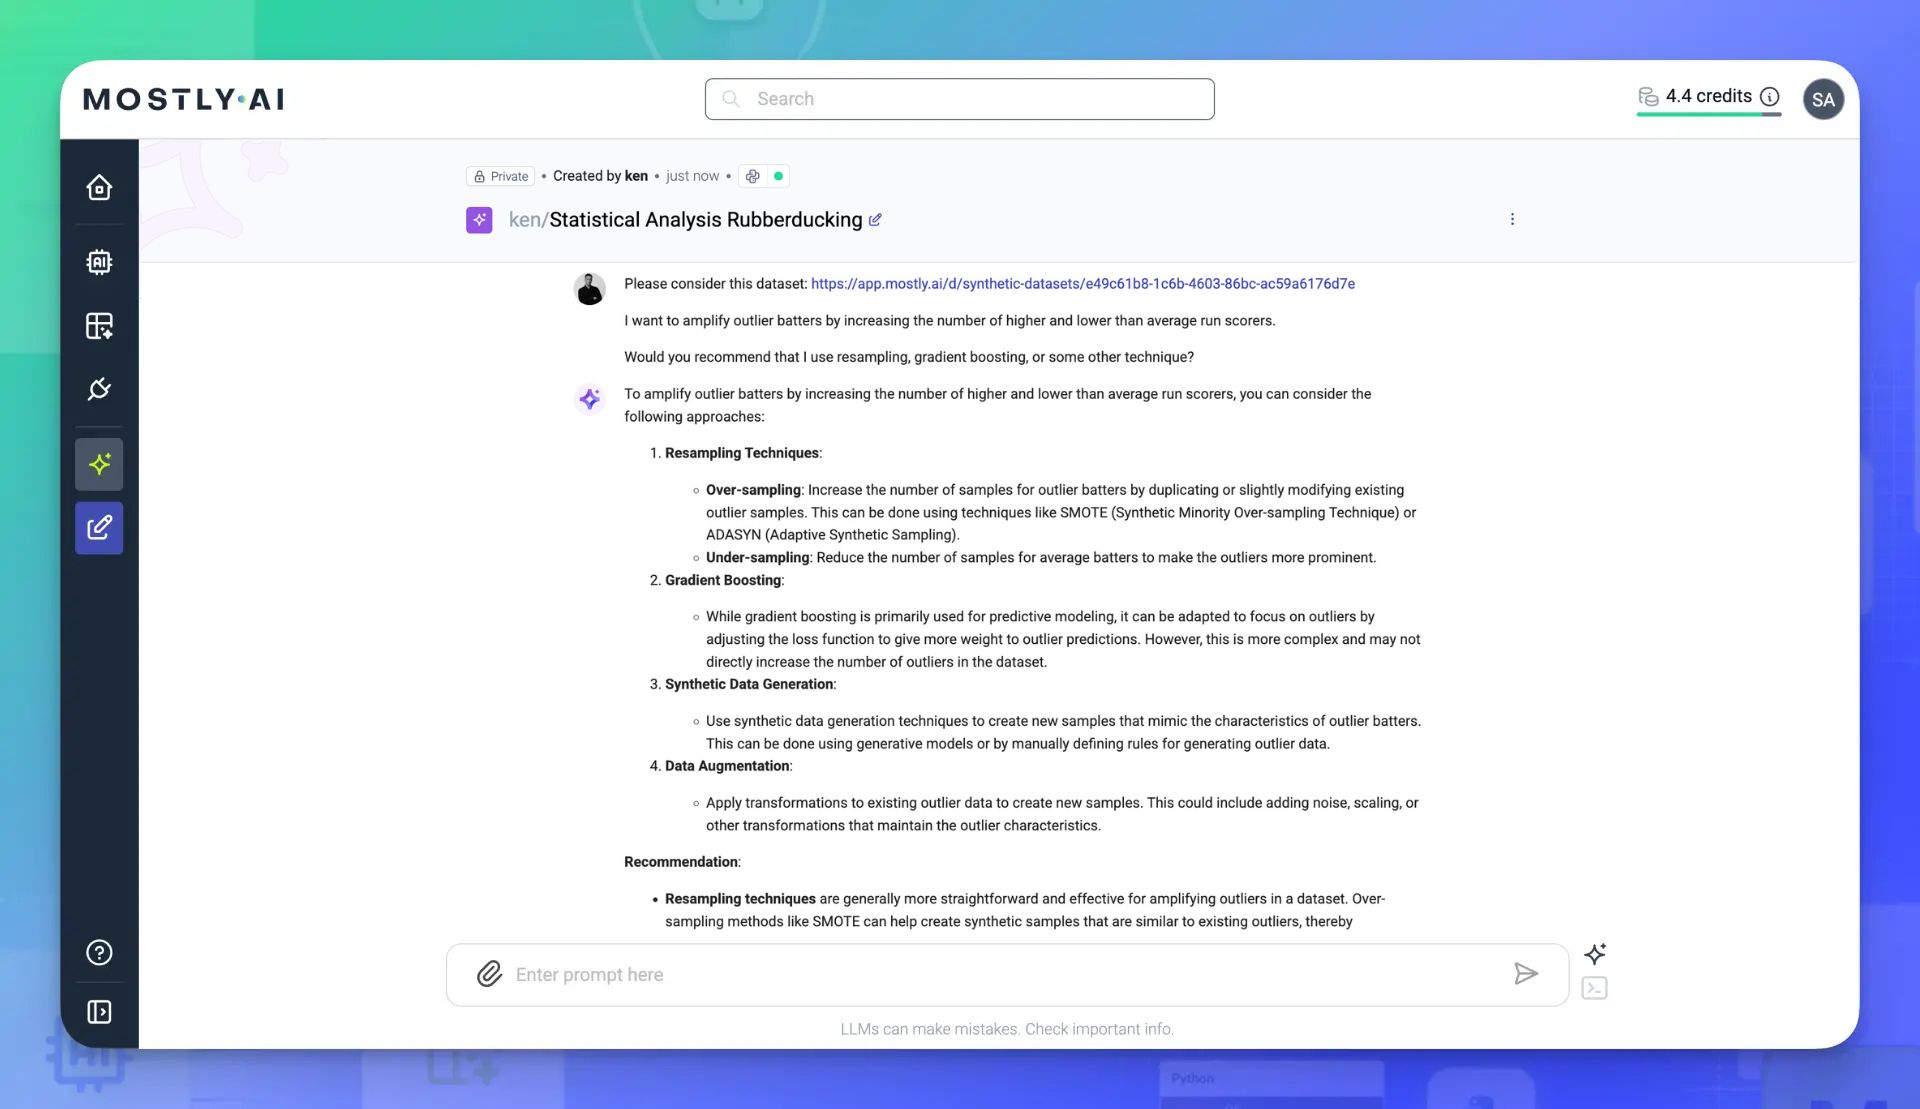 MOSTLY·AI
Search
4.4 credits
SA
Private • Created by ken • just now •
ken/Statistical Analysis Rubberducking
Please consider this dataset: https://app.mostly.ai/d/synthetic-datasets/e49c61b8-1c6b-4603-86bc-ac59a6176d7e
I want to amplify outlier batters by increasing the number of higher and lower than average run scorers.
Would you recommend that I use resampling, gradient boosting, or some other technique?
To amplify outlier batters by increasing the number of higher and lower than average run scorers, you can consider the
following approaches:
1. Resampling Techniques:
○ Over-sampling: Increase the number of samples for outlier batters by duplicating or slightly modifying existing
outlier samples. This can be done using techniques like SMOTE (Synthetic Minority Over-sampling Technique) or
ADASYN (Adaptive Synthetic Sampling).
○ Under-sampling: Reduce the number of samples for average batters to make the outliers more prominent.
2. Gradient Boosting:
○ While gradient boosting is primarily used for predictive modeling, it can be adapted to focus on outliers by
adjusting the loss function to give more weight to outlier predictions. However, this is more complex and may not
directly increase the number of outliers in the dataset.
3. Synthetic Data Generation:
○ Use synthetic data generation techniques to create new samples that mimic the characteristics of outlier batters.
This can be done using generative models or by manually defining rules for generating outlier data.
4. Data Augmentation:
○ Apply transformations to existing outlier data to create new samples. This could include adding noise, scaling, or
other transformations that maintain the outlier characteristics.
Recommendation:
• Resampling techniques are generally more straightforward and effective for amplifying outliers in a dataset. Over-
sampling methods like SMOTE can help create synthetic samples that are similar to existing outliers, thereby
Enter prompt here
LLMs can make mistakes. Check important info.
AI
Python